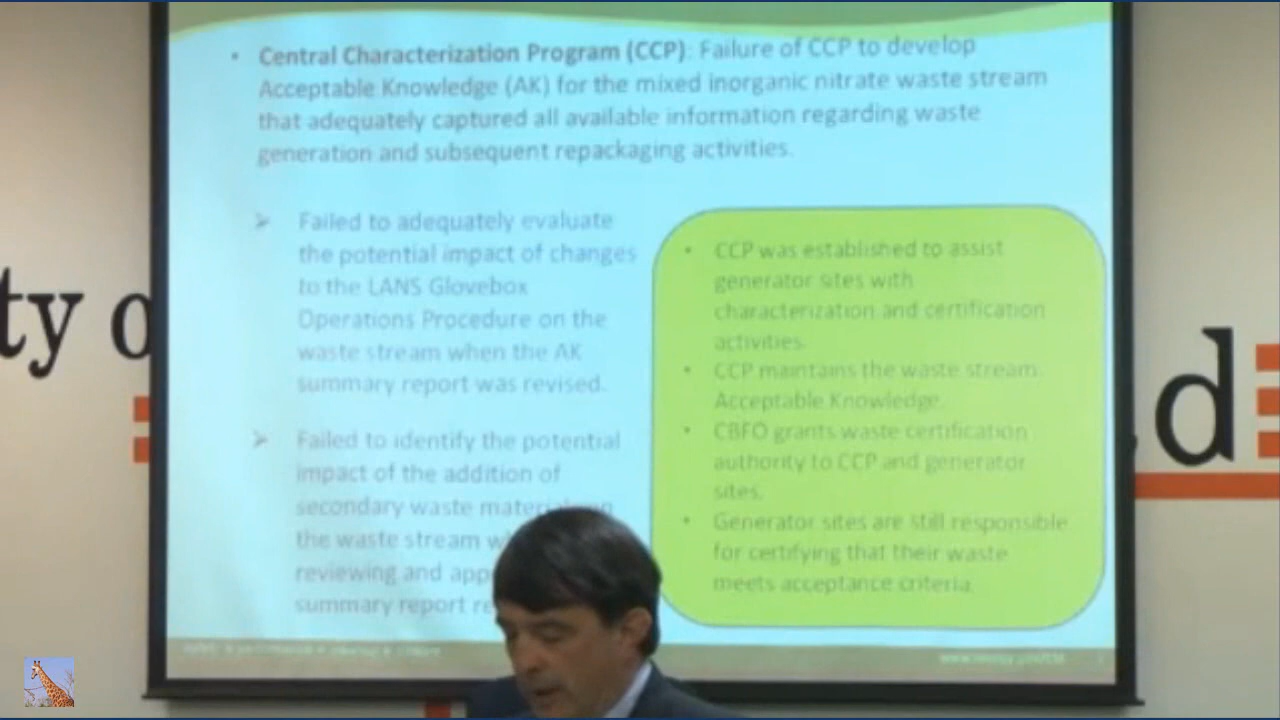 • Central Characterization Program (CCP): Failure of CCP to develop
Acceptable Knowledge (AK) for the mixed inorganic nitrate waste stream
that adequately captured all available information regarding waste
generation and subsequent repackaging activities.
➢ Failed to adequately evaluate
the potential impact of changes
to the LANS Glovebox
Operations Procedure on the
waste stream when the AK
summary report was revised.
➢ Failed to identify the potential
impact of the addition of
secondary waste
the waste stream
reviewing and
summary report
• CCP was established to assist
generator sites with
characterization and certification
activities.
• CCP maintains the waste stream
Acceptable Knowledge.
• CBFO grants waste certification
authority to CCP and generator
sites.
• Generator sites are still responsible
for certifying that their waste
meets acceptance criteria.
ty o
d